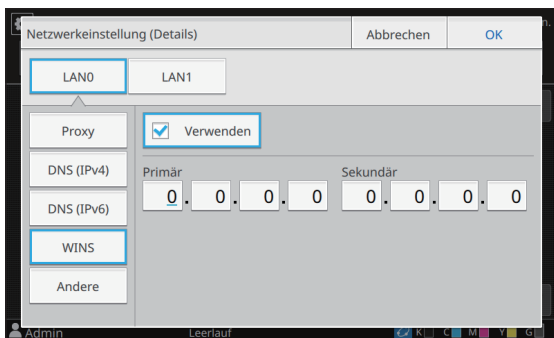 n.
Netzwerkeinstellung (Details)
Abbrechen
OK
LAN0
LAN1
Proxy
Verwenden
DNS (IPv4)
Primär
Sekundär
0 . 0 . 0 . 0
0 . 0 . 0 . 0
DNS (IPv6)
WINS
Andere
Admin
Leerlauf
K C M Y G